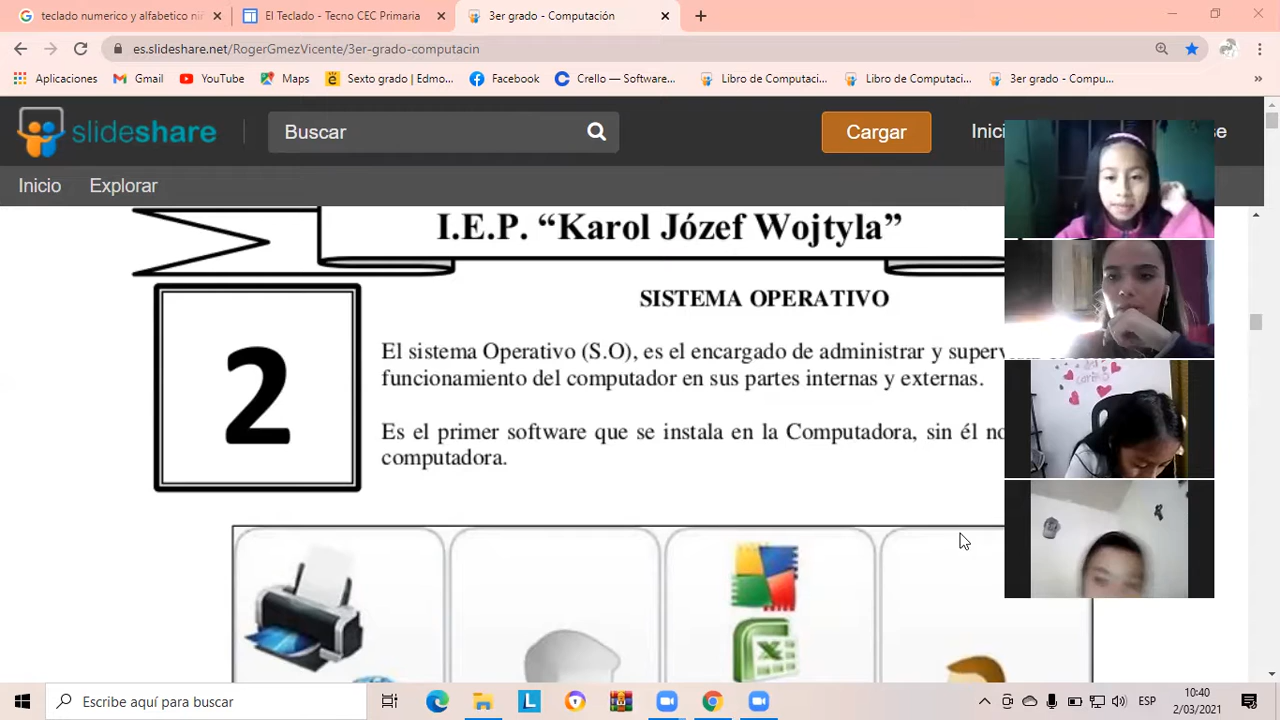 teclado numerico y alfabetico niñ
El Teclado - Tecno CEC Primaria
3er grado - Computación
es.slideshare.net/RogerGmezVicente/3er-grado-computacin
Aplicaciones
Gmail
YouTube
Maps
Sexto grado | Edmo...
Facebook
Crello — Software...
Libro de Computaci...
Libro de Computaci...
3er grado - Compu...
»
slideshare
Buscar
Cargar
Inici
se
Inicio
Explorar
I.E.P. “Karol Józef Wojtyla”
2
SISTEMA OPERATIVO
El sistema Operativo (S.O), es el encargado de administrar y superv
funcionamiento del computador en sus partes internas y externas.
Es el primer software que se instala en la Computadora, sin él no
computadora.
Escribe aquí para buscar
ESP
10:40
2/03/2021